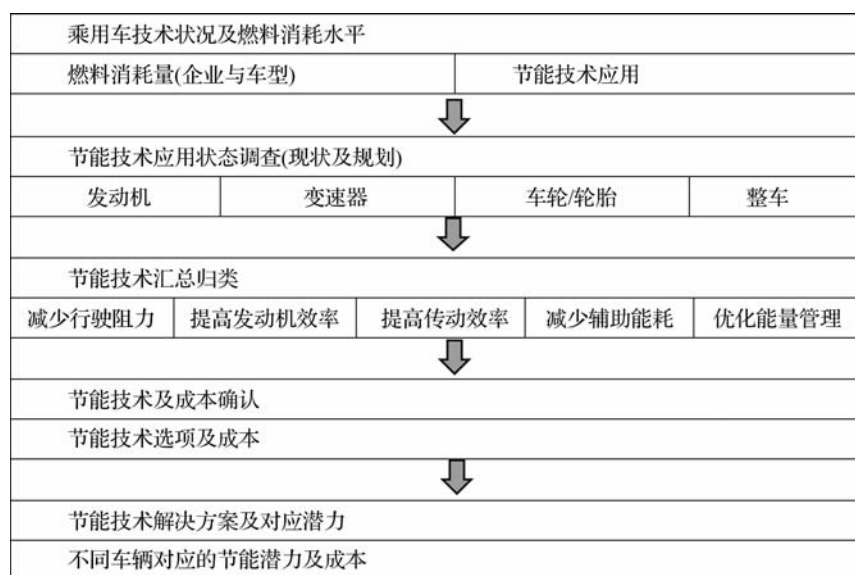 乘用车技术状况及燃料消耗水平
燃料消耗量(企业与车型) 节能技术应用
节能技术应用状态调查(现状及规划)
发动机 变速器 车轮/轮胎 整车
节能技术汇总归类
减少行驶阻力 提高发动机效率 提高传动效率 减少辅助能耗 优化能量管理
节能技术及成本确认
节能技术选项及成本
节能技术解决方案及对应潜力
不同车辆对应的节能潜力及成本